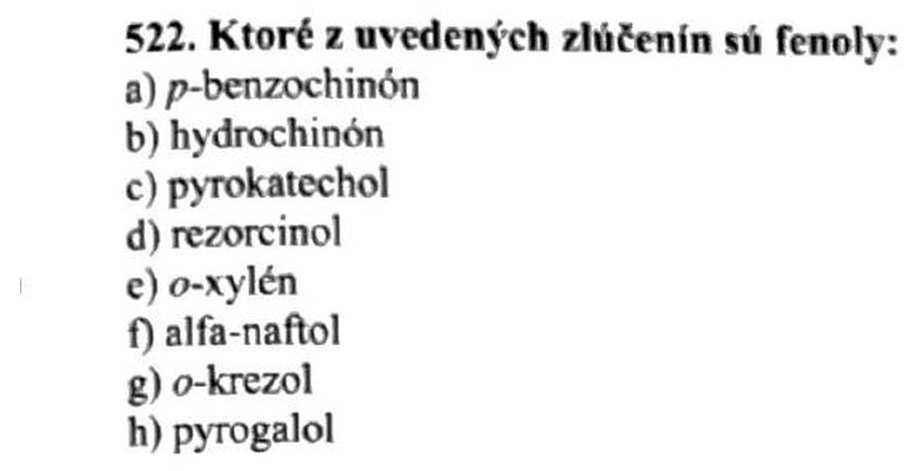 522. Ktoré z uvedených zlúčenín sú fenoly:
a) p-benzochinón
b) hydrochinón
c) pyrokatechol
d) rezorcinol
e) o-xylén
f) alfa-naftol
g) o-krezol
h) pyrogalol